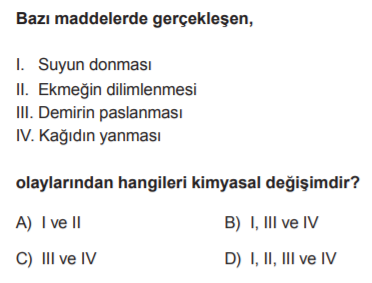 Bazı maddelerde gerçekleşen,
I. Suyun donması
II. Ekmeğin dilimlenmesi
III. Demirin paslanması
IV. Kağıdın yanması
olaylarından hangileri kimyasal değişimdir?
A) I ve II
B) I, III ve IV
C) III ve IV
D) I, II, III ve IV